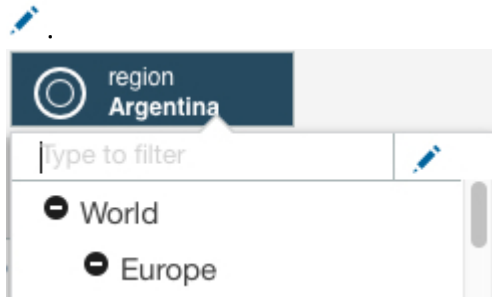 .
region
Argentina
Type to filter
World
Europe